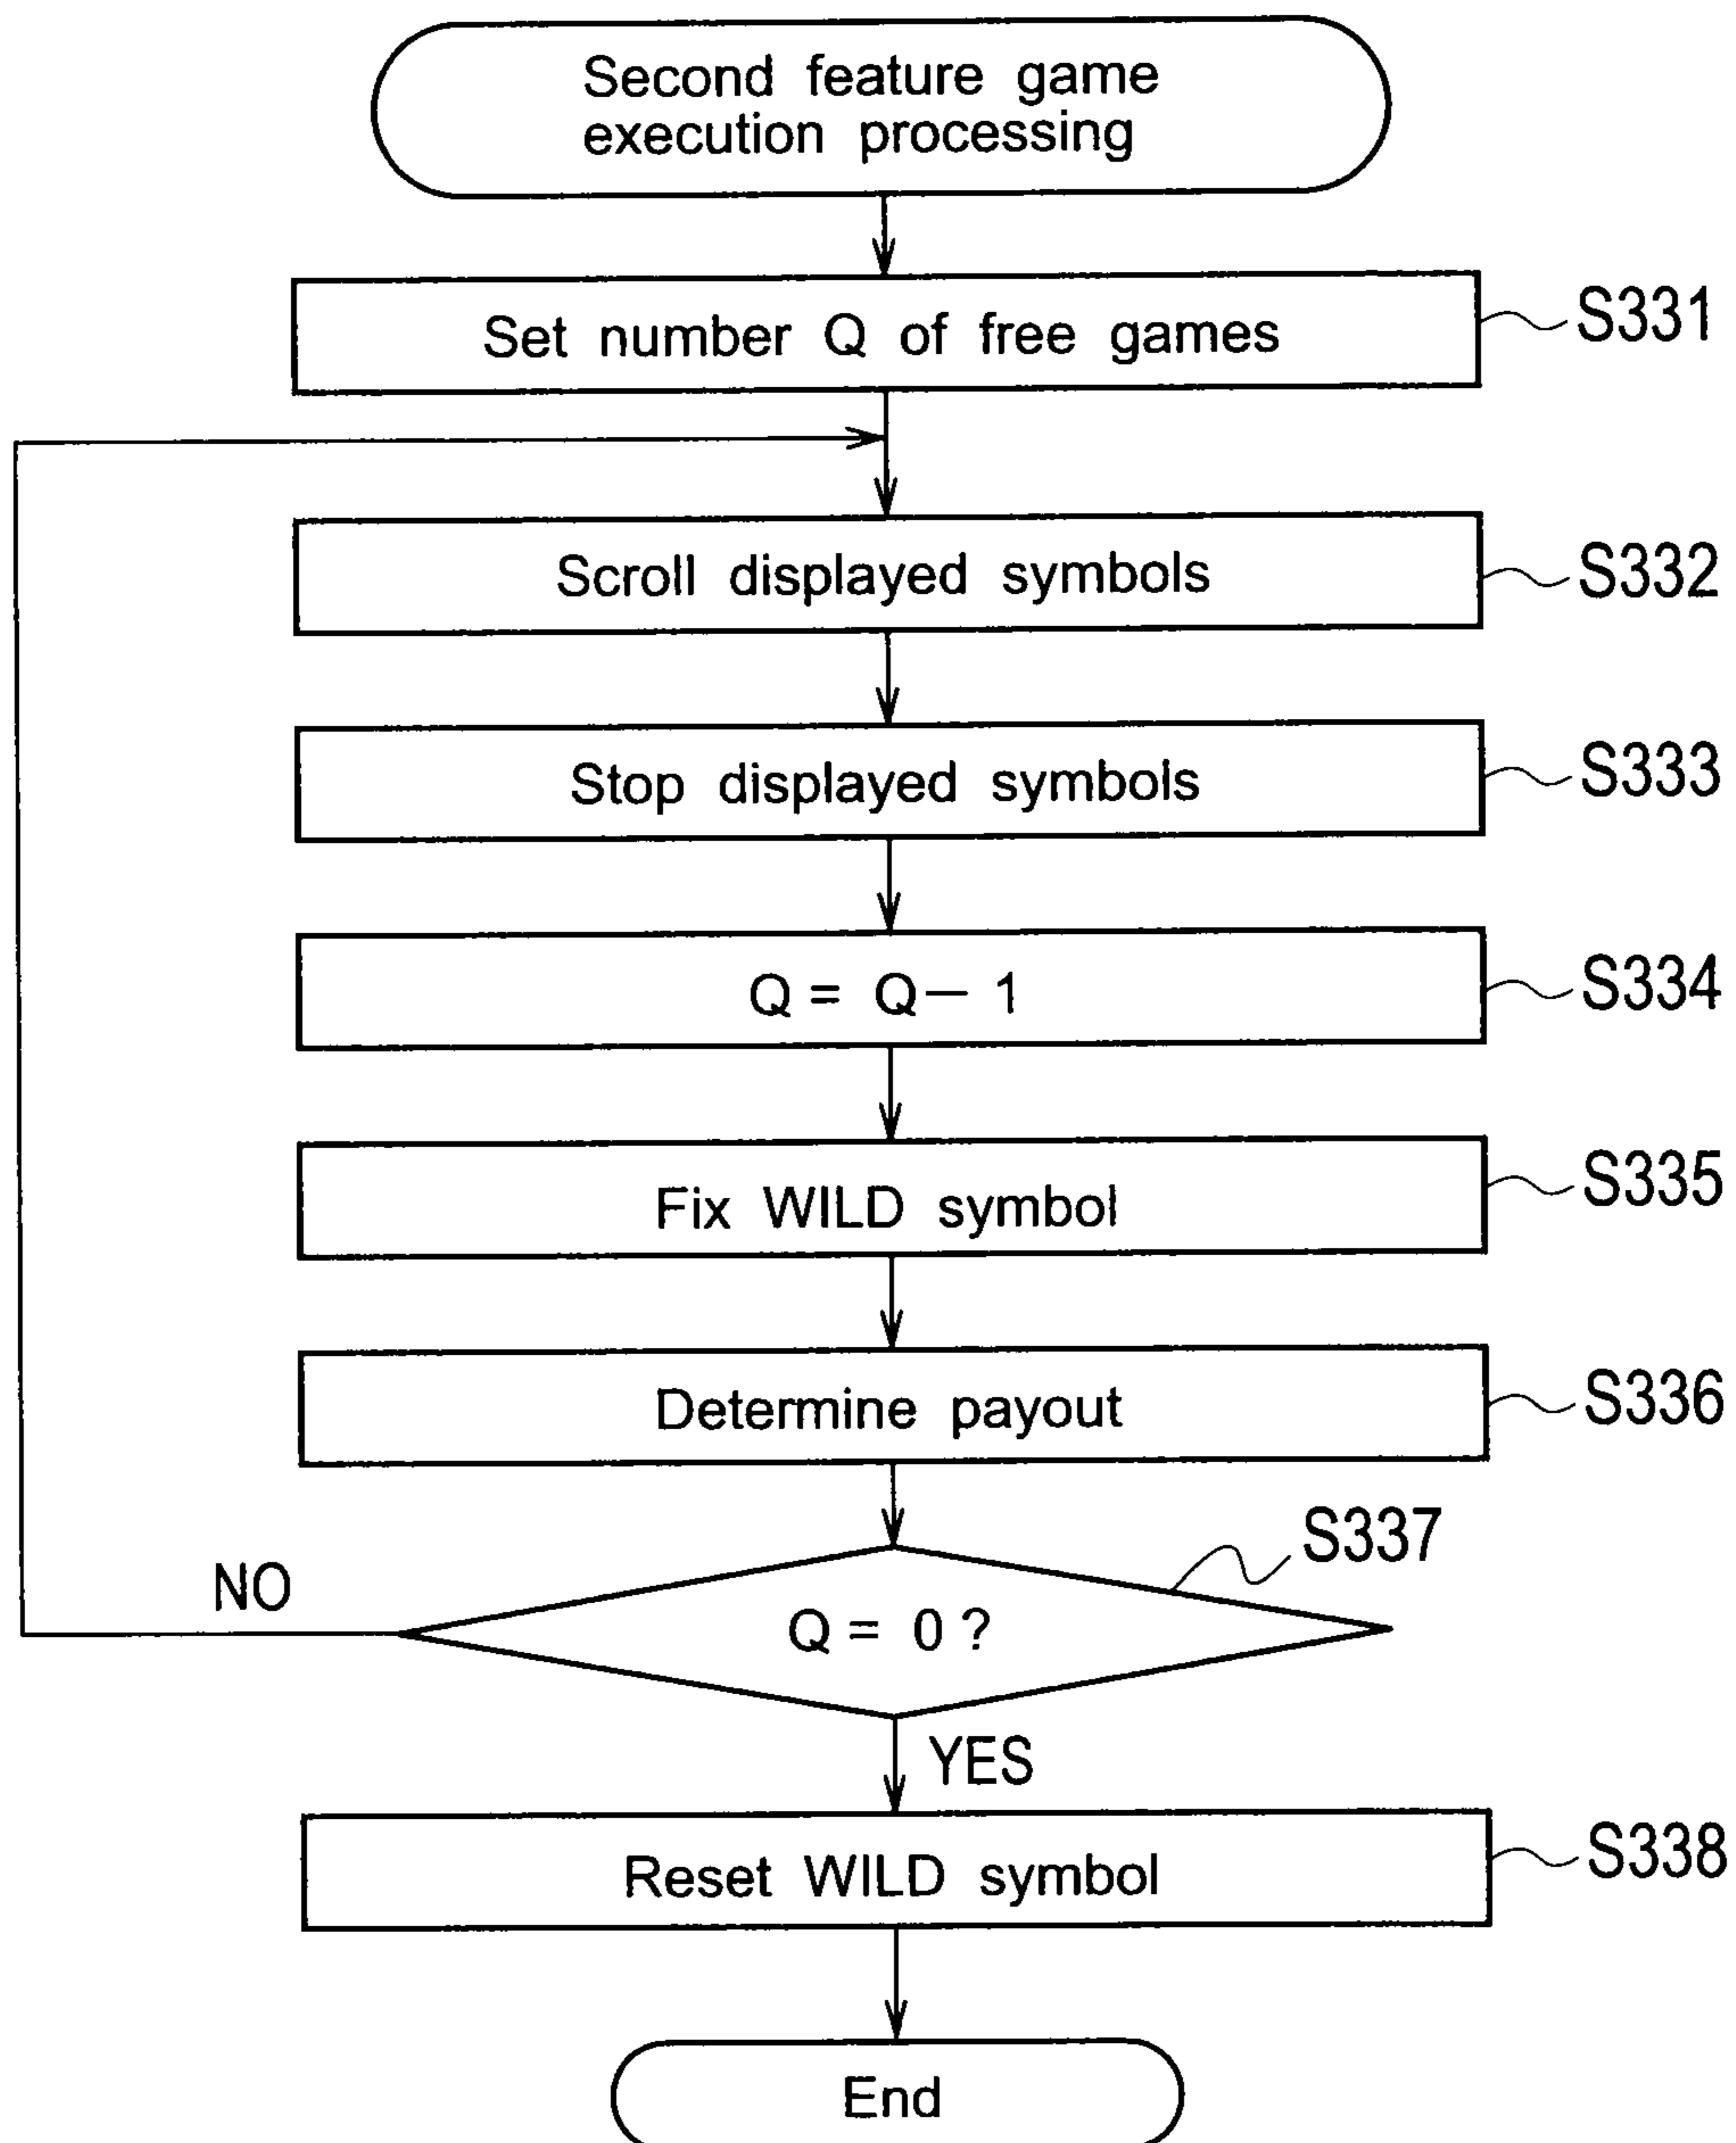 Second feature game
execution processing
Set number Q of free games
S331
Scroll displayed symbols
S332
Stop displayed symbols
S333
Q = Q — 1
S334
Fix WILD symbol
S335
Determine payout
S336
S337
NO
Q = 0 ?
YES
Reset WILD symbol
S338
End